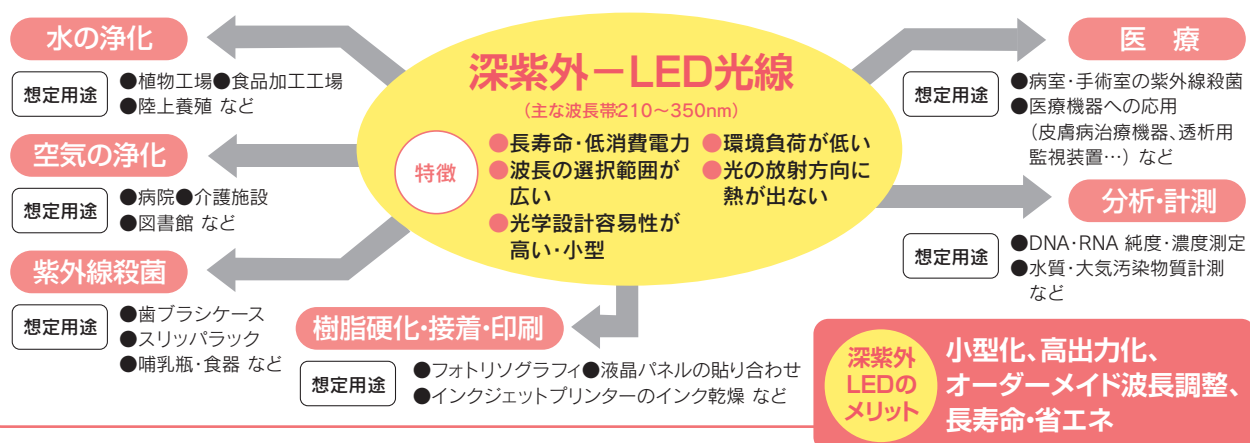 深紫外－LED光線
（主な波長帯210～350nm）
特徴
●長寿命・低消費電力
●波長の選択範囲が
広い
●光学設計容易性が
高い・小型
●環境負荷が低い
●光の放射方向に
熱が出ない
水の浄化
想定用途
●植物工場●食品加工工場
●陸上養殖 など
空気の浄化
想定用途
●病院●介護施設
●図書館 など
紫外線殺菌
想定用途
●歯ブラシケース
●スリッパラック
●哺乳瓶・食器 など
樹脂硬化・接着・印刷
想定用途
●フォトリソグラフィ●液晶パネルの貼り合わせ
●インクジェットプリンターのインク乾燥 など
医　療
想定用途
●病室・手術室の紫外線殺菌
●医療機器への応用
（皮膚病治療機器、透析用
監視装置…）など
分析・計測
想定用途
●DNA・RNA 純度・濃度測定
●水質・大気汚染物質計測
など
深紫外
LEDの
メリット
小型化、高出力化、
オーダーメイド波長調整、
長寿命・省エネ